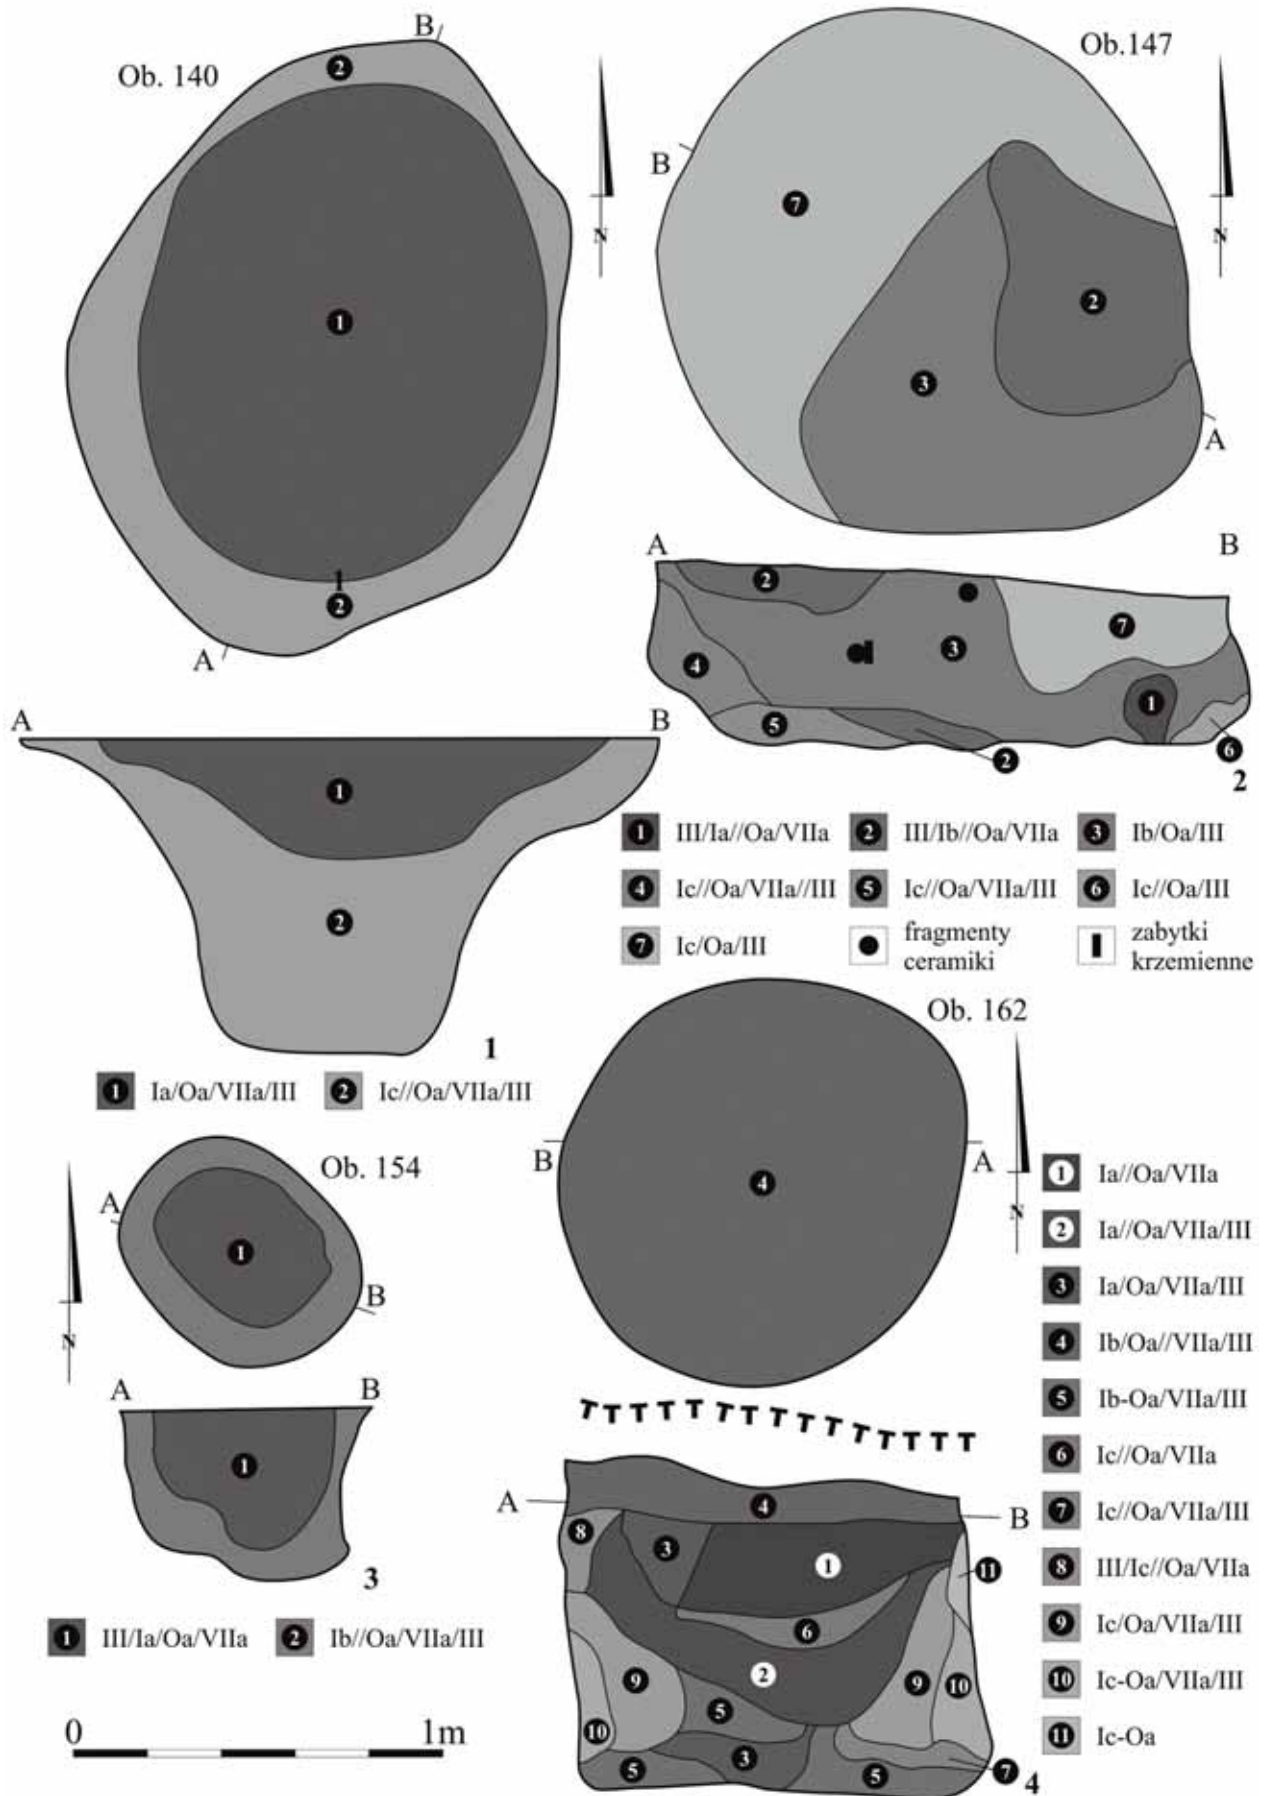 Ob. 140
B
2
N
1
1
2
A
A
B
1
2
1
1 Ia/Oa/VIIa/III 2 Ic//Oa/VIIa/III
Ob.147
B
N
7
2
3
A
A
B
2
3
7
4
5
1
2
6
2
1 III/Ia//Oa/VIIa 2 III/Ib//Oa/VIIa 3 Ib/Oa/III
4 Ic//Oa/VIIa//III 5 Ic//Oa/VIIa/III 6 Ic//Oa/III
7 Ic/Oa/III fragmenty zabytki
ceramiki krzemienne
Ob. 154
A
N
1
B
A
B
1
3
1 III/Ia/Oa/VIIa 2 Ib//Oa/VIIa/III
0 1m
Ob. 162
B
A
N
4
A
B
4
8
3
1
11
6
2
9
9
10
5
10
3
5
5
7
4
1 Ia//Oa/VIIa
2 Ia//Oa/VIIa/III
3 Ia/Oa/VIIa/III
4 Ib/Oa//VIIa/III
5 Ib-Oa/VIIa/III
6 Ic//Oa/VIIa
7 Ic//Oa/VIIa/III
8 III/Ic//Oa/VIIa
9 Ic/Oa/VIIa/III
10 Ic-Oa/VIIa/III
11 Ic-Oa